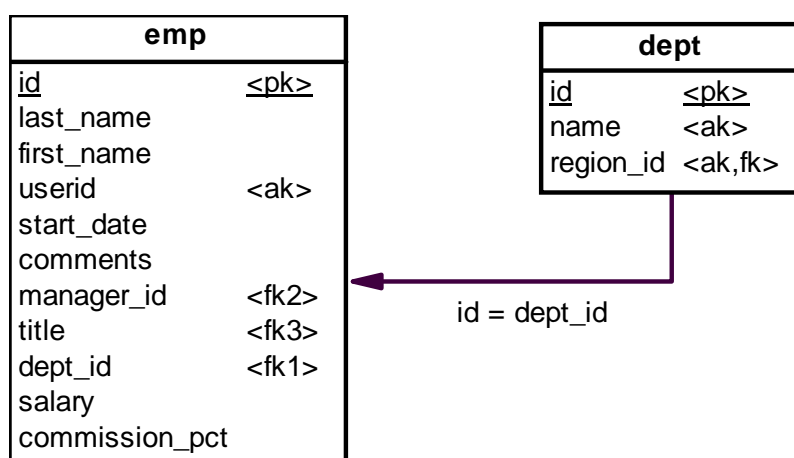 emp
id <pk>
last_name
first_name
userid <ak>
start_date
comments
manager_id <fk2>
title <fk3>
dept_id <fk1>
salary
commission_pct
dept
id <pk>
name <ak>
region_id <ak,fk>
id = dept_id